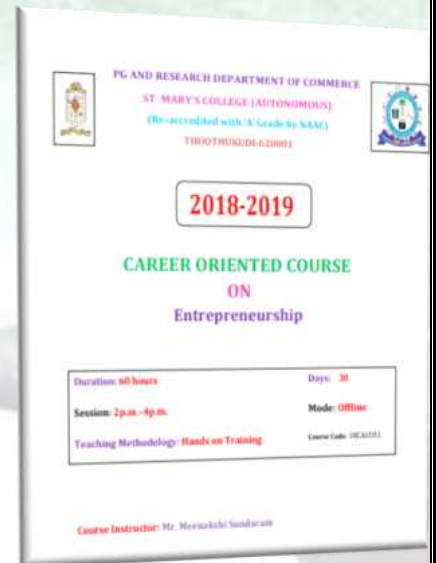 PG AND RESEARCH DEPARTMENT OF COMMERCE
ST. MARY'S COLLEGE (AUTONOMOUS)
(Re-accredited with 'A' Grade by NAAC)
THOOTHUKUDI-628001
2018-2019
CAREER ORIENTED COURSE
ON
Entrepreneurship
Duration: 60 hours Days: 30
Session: 2p.m.-4p.m. Mode: Offline
Teaching Methodology: Hands on Training Course Code:
Course Instructor: Mr. Meenakshi Sundaram